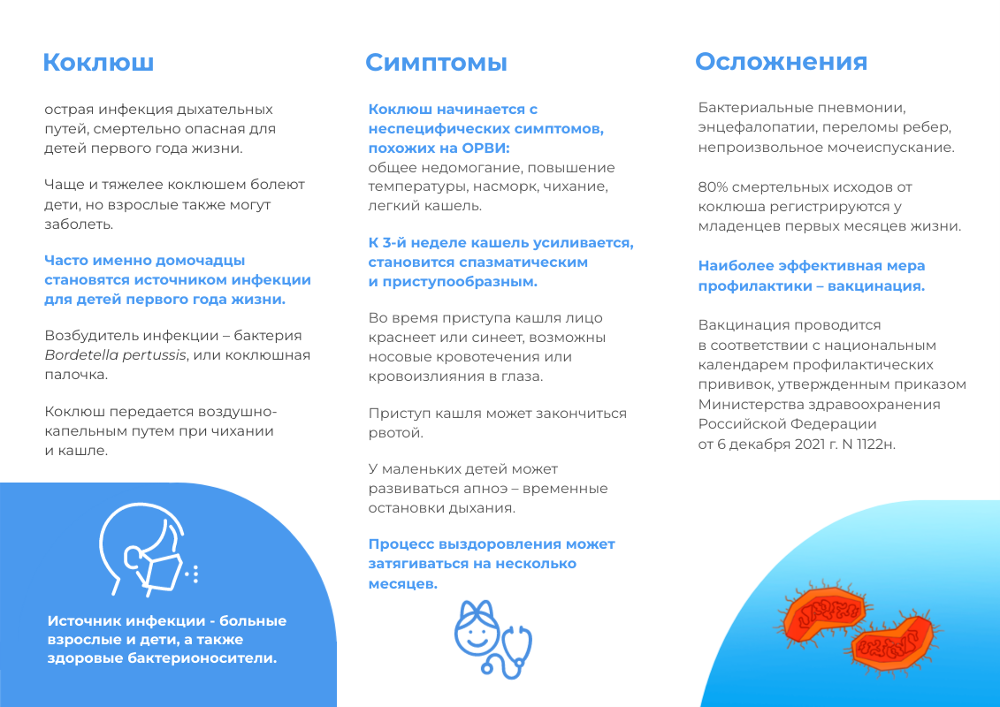 Коклюш
острая инфекция дыхательных
путей, смертельно опасная для
детей первого года жизни.
Чаще и тяжелее коклюшем болеют
дети, но взрослые также могут
заболеть.
Часто именно домочадцы
становятся источником инфекции
для детей первого года жизни.
Возбудитель инфекции – бактерия
Bordetella pertussis, или коклюшная
палочка.
Коклюш передается воздушно-
капельным путем при чихании
и кашле.
Источник инфекции - больные
взрослые и дети, а также
здоровые бактерионосители.
Симптомы
Коклюш начинается с
неспецифических симптомов,
похожих на ОРВИ:
общее недомогание, повышение
температуры, насморк, чихание,
легкий кашель.
К 3-й неделе кашель усиливается,
становится спазматическим
и приступообразным.
Во время приступа кашля лицо
краснеет или синеет, возможны
носовые кровотечения или
кровоизлияния в глаза.
Приступ кашля может закончиться
рвотой.
У маленьких детей может
развиваться апноэ – временные
остановки дыхания.
Процесс выздоровления может
затягиваться на несколько
месяцев.
Осложнения
Бактериальные пневмонии,
энцефалопатии, переломы ребер,
непроизвольное мочеиспускание.
80% смертельных исходов от
коклюша регистрируются у
младенцев первых месяцев жизни.
Наиболее эффективная мера
профилактики – вакцинация.
Вакцинация проводится
в соответствии с национальным
календарем профилактических
прививок, утвержденным приказом
Министерства здравоохранения
Российской Федерации
от 6 декабря 2021 г. N 1122н.